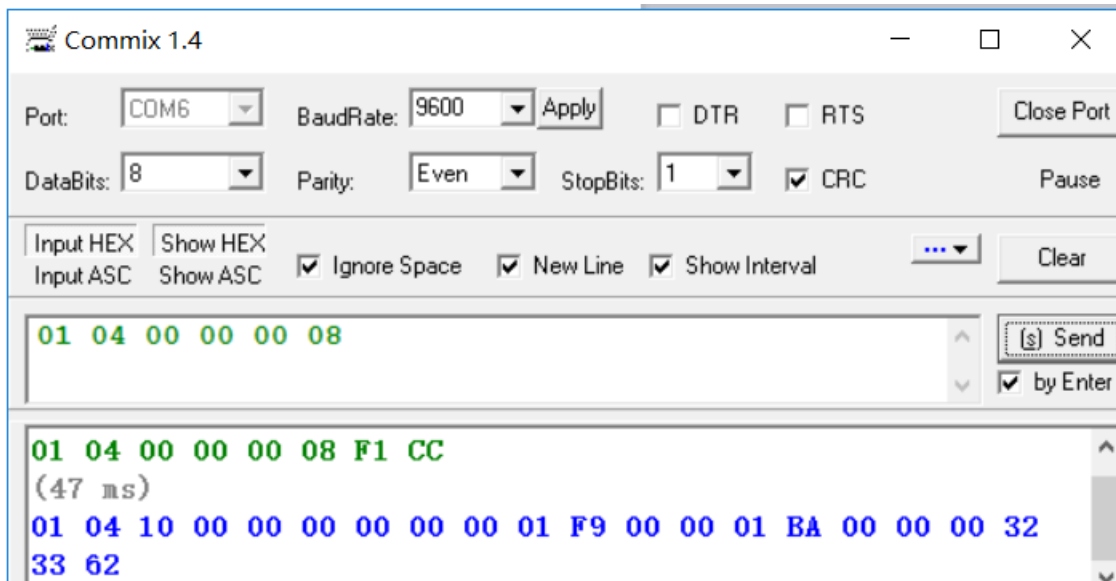 Commix 1.4
Port: COM6 BaudRate: 9600 Apply DTR RTS Close Port
DataBits: 8 Parity: Even StopBits: 1 CRC Pause
Input HEX Show HEX
Input ASC Show ASC
Ignore Space New Line Show Interval ... Clear
01 04 00 00 00 08
(s) Send
by Enter
01 04 00 00 00 08 F1 CC
(47 ms)
01 04 10 00 00 00 00 00 00 01 F9 00 00 01 BA 00 00 00 32
33 62